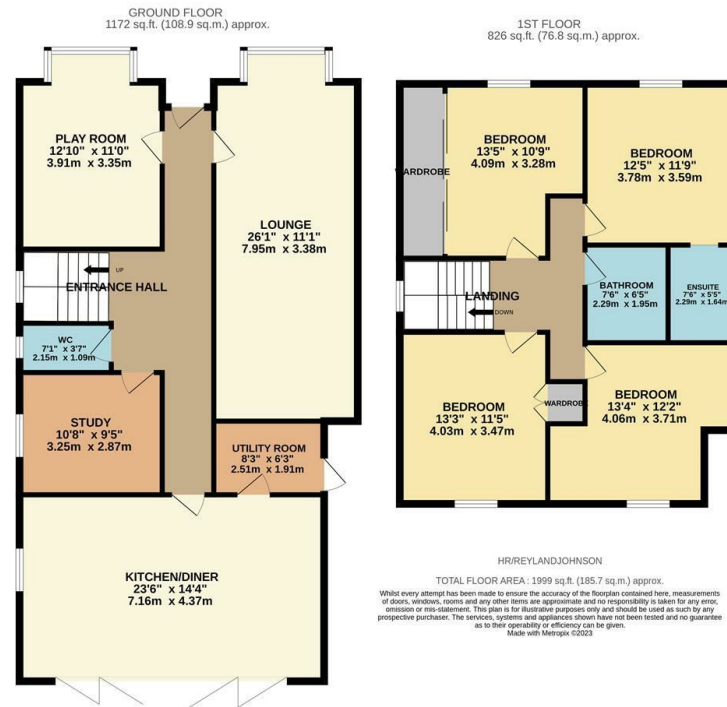 GROUND FLOOR
1172 sq.ft. (108.9 sq.m.) approx.
PLAY ROOM
12'10" x 11'0"
3.91m x 3.35m
LOUNGE
26'1" x 11'1"
7.95m x 3.38m
UP
ENTRANCE HALL
WC
7'1" x 3'7"
2.15m x 1.09m
STUDY
10'8" x 9'5"
3.25m x 2.87m
UTILITY ROOM
8'3" x 6'3"
2.51m x 1.91m
KITCHEN/DINER
23'6" x 14'4"
7.16m x 4.37m
1ST FLOOR
826 sq.ft. (76.8 sq.m.) approx.
WARDROBE
BEDROOM
13'5" x 10'9"
4.09m x 3.28m
BEDROOM
12'5" x 11'9"
3.78m x 3.59m
LANDING
DOWN
BATHROOM
7'6" x 6'5"
2.29m x 1.95m
ENSUITE
7'6" x 5'5"
2.29m x 1.64m
BEDROOM
13'3" x 11'5"
4.03m x 3.47m
WARDROBE
BEDROOM
13'4" x 12'2"
4.06m x 3.71m
HR/REYLANDJOHNSON
TOTAL FLOOR AREA : 1999 sq.ft. (185.7 sq.m.) approx.
Whilst every attempt has been made to ensure the accuracy of the floorplan contained here, measurements
of doors, windows, rooms and any other items are approximate and no responsibility is taken for any error,
omission or mis-statement. This plan is for illustrative purposes only and should be used as such by any
prospective purchaser. The services, systems and appliances shown have not been tested and no guarantee
as to their operability or efficiency can be given.
Made with Metropix ©2023